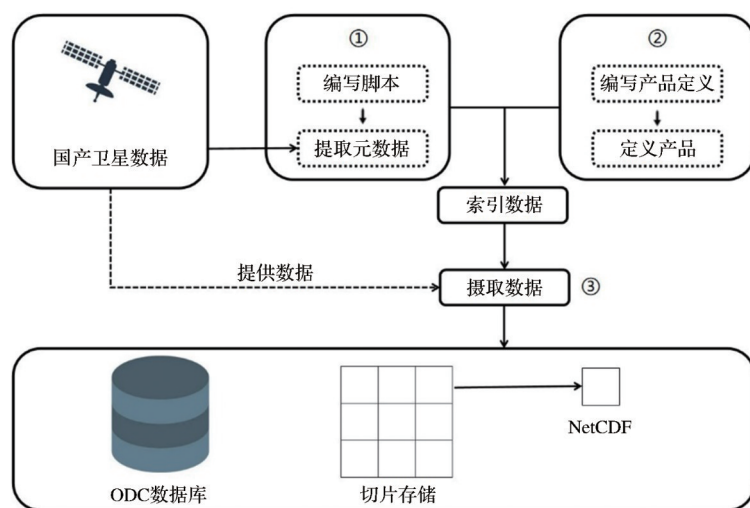 ①
②
编写脚本
编写产品定义
国产卫星数据
提取元数据
定义产品
索引数据
提供数据
摄取数据
③
NetCDF
ODC数据库
切片存储